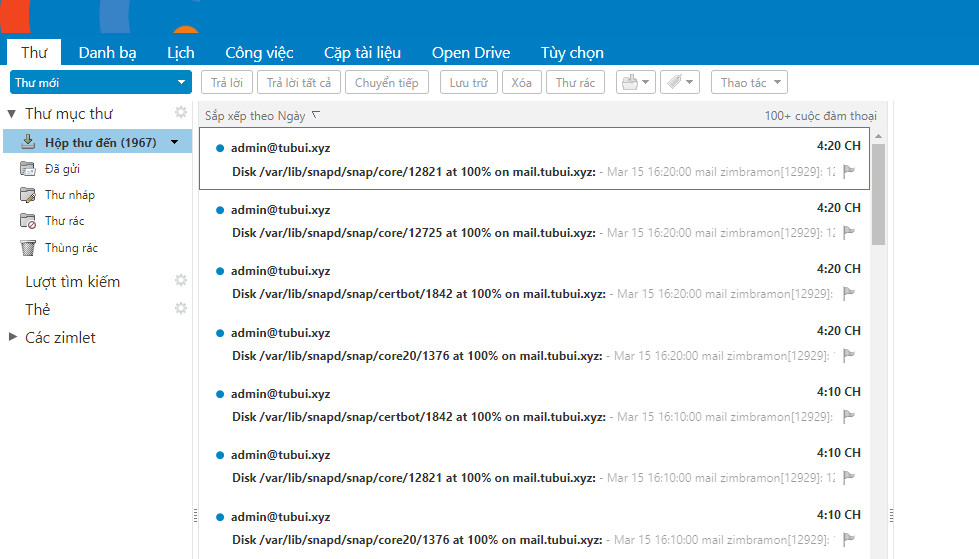 Thư Danh bạ Lịch Công việc Cặp tài liệu Open Drive Tùy chọn
Thư mới Trả lời Trả lời tất cả Chuyển tiếp Lưu trữ Xóa Thư rác Thao tác
Thư mục thư
Hộp thư đến (1967)
Đã gửi
Thư nháp
Thư rác
Thùng rác
Lượt tìm kiếm
Thẻ
Các zimlet
Sắp xếp theo Ngày 100+ cuộc đàm thoại
admin@tubui.xyz 4:20 CH
Disk /var/lib/snapd/snap/core/12821 at 100% on mail.tubui.xyz: - Mar 15 16:20:00 mail zimbramon[12929]: 12
admin@tubui.xyz 4:20 CH
Disk /var/lib/snapd/snap/core/12725 at 100% on mail.tubui.xyz: - Mar 15 16:20:00 mail zimbramon[12929]: 12
admin@tubui.xyz 4:20 CH
Disk /var/lib/snapd/snap/certbot/1842 at 100% on mail.tubui.xyz: - Mar 15 16:20:00 mail zimbramon[12929]:
admin@tubui.xyz 4:20 CH
Disk /var/lib/snapd/snap/core20/1376 at 100% on mail.tubui.xyz: - Mar 15 16:20:00 mail zimbramon[12929]:
admin@tubui.xyz 4:10 CH
Disk /var/lib/snapd/snap/certbot/1842 at 100% on mail.tubui.xyz: - Mar 15 16:10:00 mail zimbramon[12929]:
admin@tubui.xyz 4:10 CH
Disk /var/lib/snapd/snap/core/12821 at 100% on mail.tubui.xyz: - Mar 15 16:10:00 mail zimbramon[12929]: 12
admin@tubui.xyz 4:10 CH
Disk /var/lib/snapd/snap/core20/1376 at 100% on mail.tubui.xyz: - Mar 15 16:10:00 mail zimbramon[12929]: